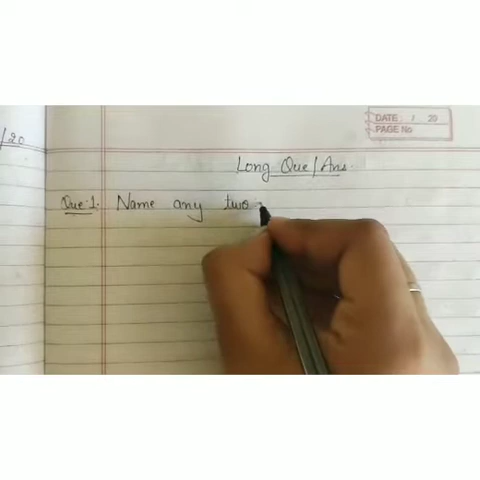 /20
DATE: / 20
PAGE No
Long Que/Ans.
Que-1. Name any two